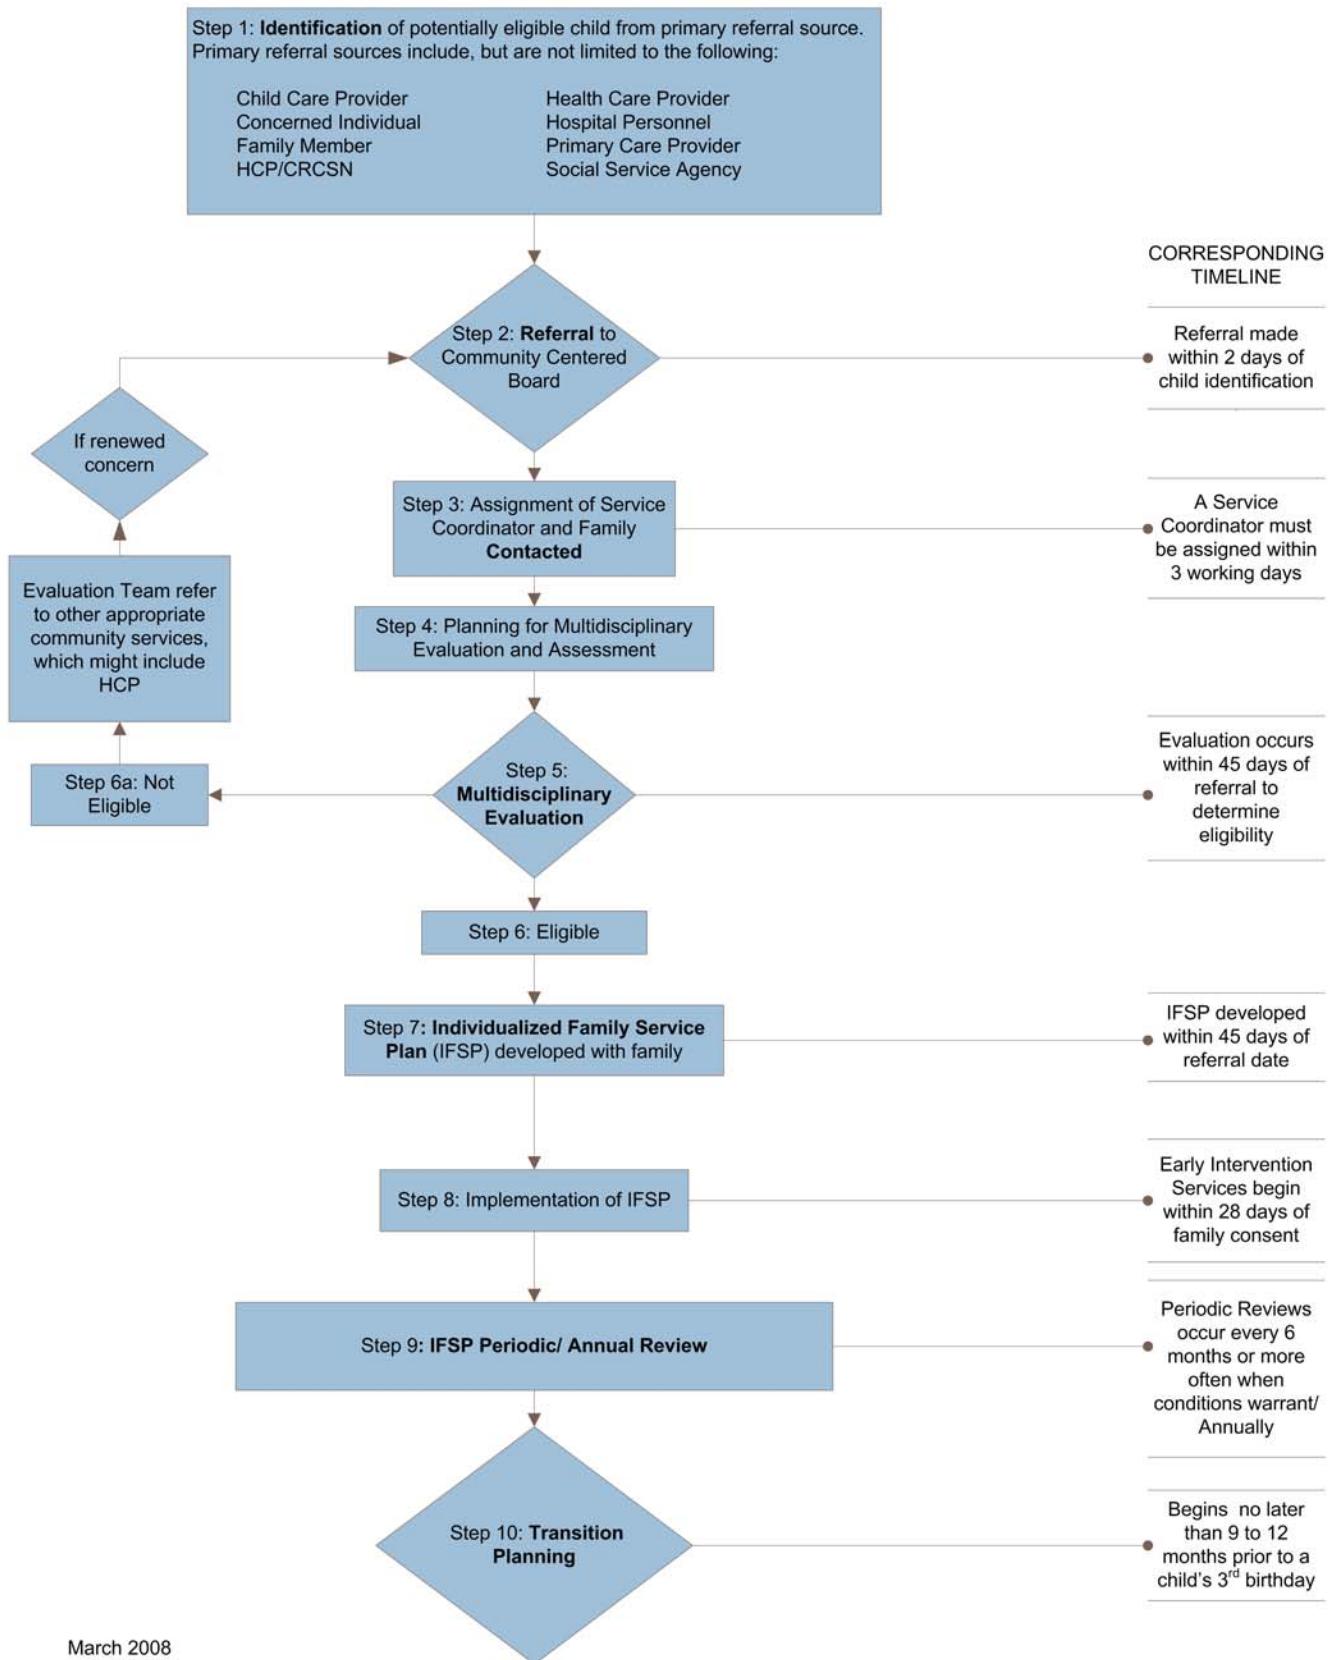 Step 1: Identification of potentially eligible child from primary referral source.
Primary referral sources include, but are not limited to the following:
Child Care Provider
Concerned Individual
Family Member
HCP/CRCSN
Health Care Provider
Hospital Personnel
Primary Care Provider
Social Service Agency
CORRESPONDING
TIMELINE
Step 2: Referral to
Community Centered
Board
Referral made
within 2 days of
child identification
If renewed
concern
Step 3: Assignment of Service
Coordinator and Family
Contacted
A Service
Coordinator must
be assigned within
3 working days
Evaluation Team refer
to other appropriate
community services,
which might include
HCP
Step 4: Planning for Multidisciplinary
Evaluation and Assessment
Step 5:
Multidisciplinary
Evaluation
Evaluation occurs
within 45 days of
referral to
determine
eligibility
Step 6a: Not
Eligible
Step 6: Eligible
Step 7: Individualized Family Service
Plan (IFSP) developed with family
IFSP developed
within 45 days of
referral date
Step 8: Implementation of IFSP
Early Intervention
Services begin
within 28 days of
family consent
Step 9: IFSP Periodic/ Annual Review
Periodic Reviews
occur every 6
months or more
often when
conditions warrant/
Annually
Step 10: Transition
Planning
Begins no later
than 9 to 12
months prior to a
child's 3rd birthday
March 2008